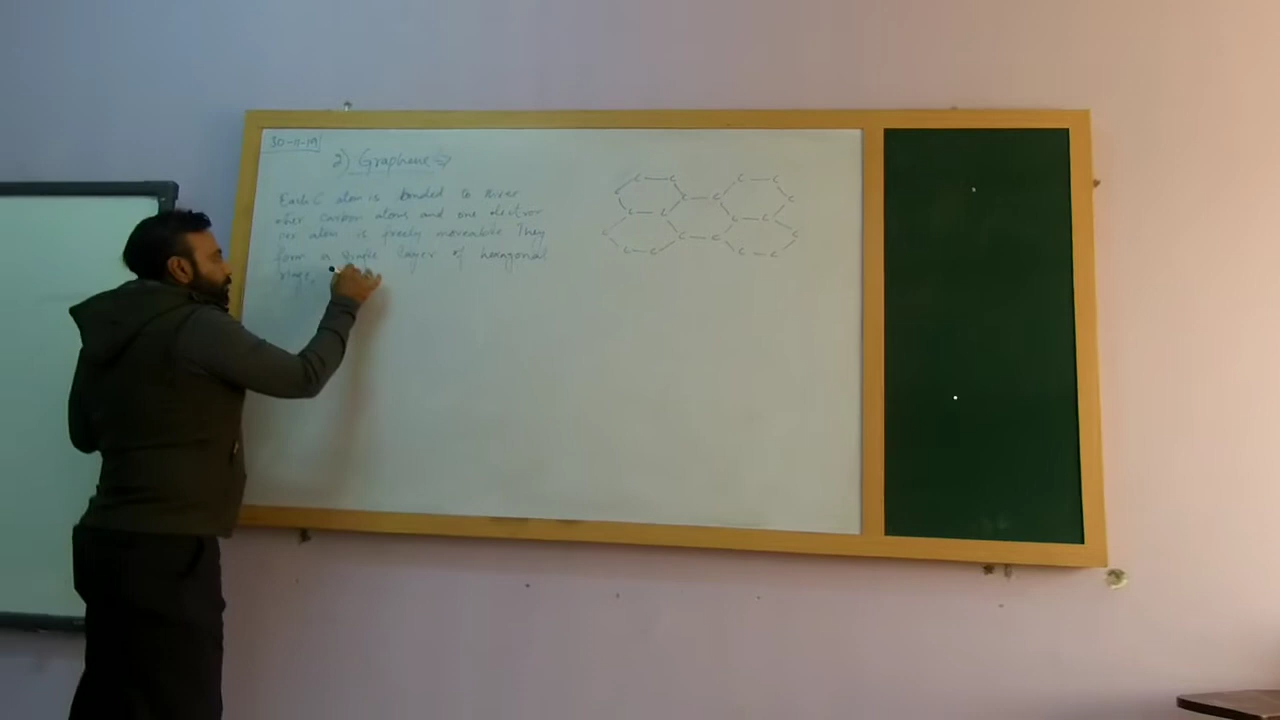 30-11-19
2) Graphene →
Each C atom is bonded to three
other carbon atoms and one electron
per atom is freely moveable They
form a single layer of hexagonal
C C C C
C C C C
C C C C
C C C C
C C C C